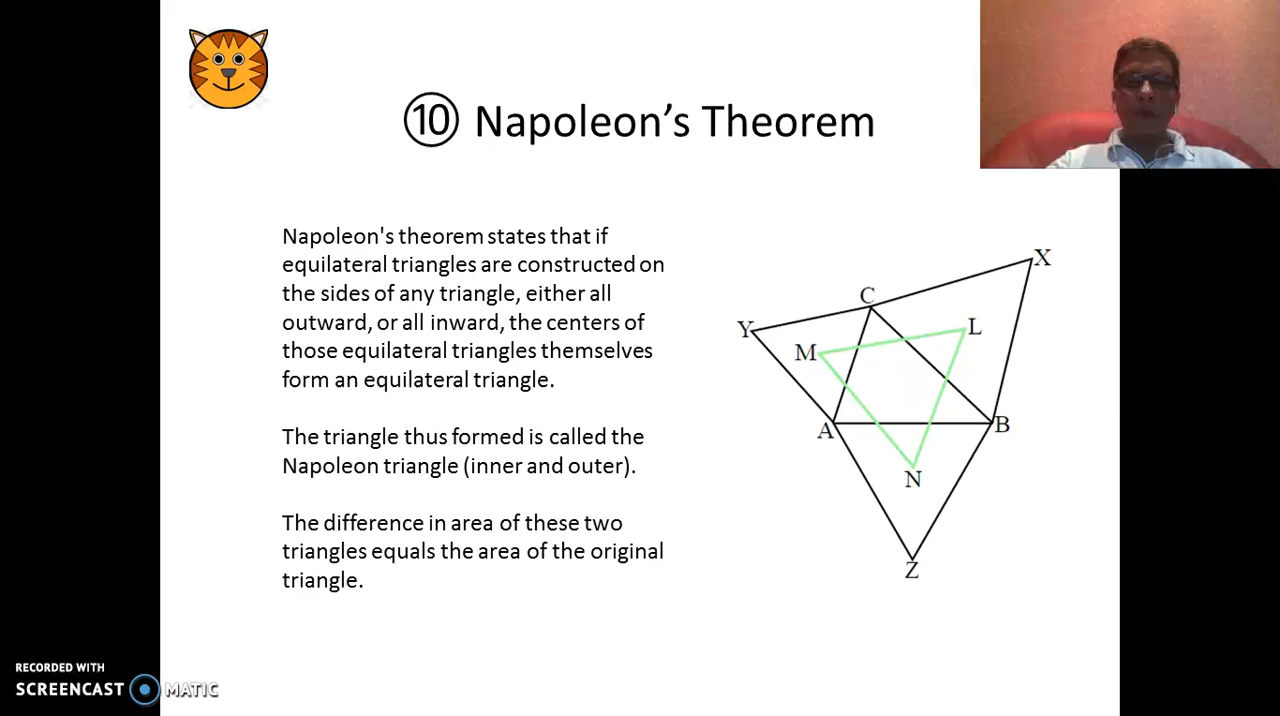 ⑩ Napoleon’s Theorem
Napoleon's theorem states that if
equilateral triangles are constructed on
the sides of any triangle, either all
outward, or all inward, the centers of
those equilateral triangles themselves
form an equilateral triangle.
The triangle thus formed is called the
Napoleon triangle (inner and outer).
The difference in area of these two
triangles equals the area of the original
triangle.
X
C
Y
L
M
A
B
N
Z
RECORDED WITH
SCREENCAST MATIC